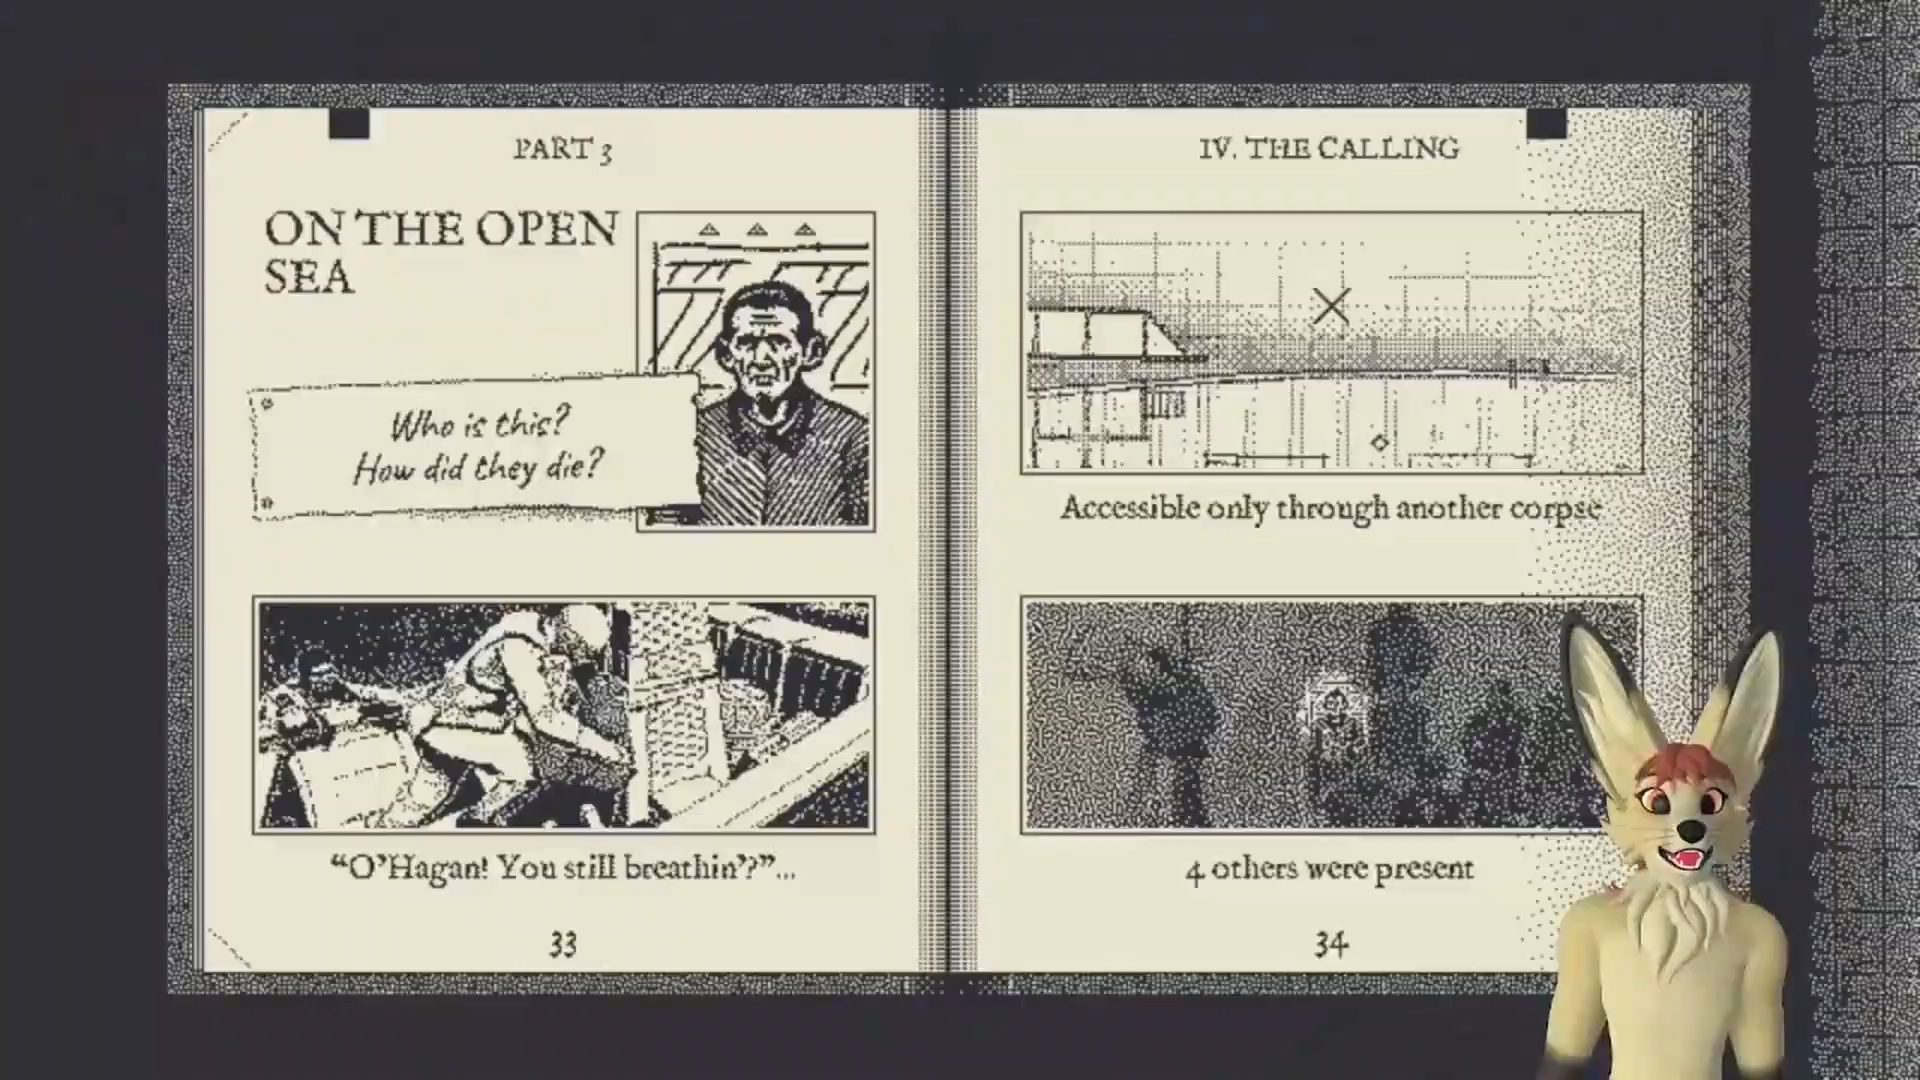 PART 3
ON THE OPEN
SEA
Who is this?
How did they die?
“O’Hagan! You still breathin’?”...
33
IV. THE CALLING
Accessible only through another corpse
4 others were present
34